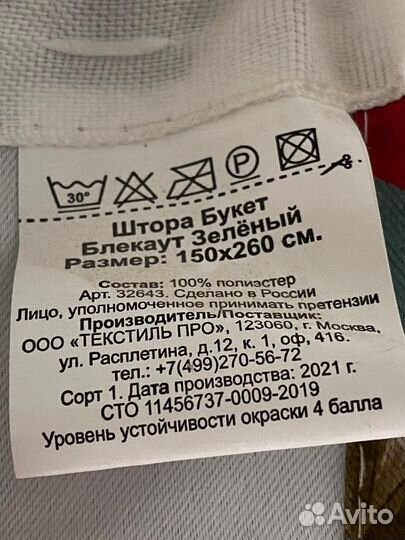 30°
P
Штора Букет
Блекаут Зелёный
Размер: 150х260 см.
Состав: 100% полиэстер
Арт. 32643. Сделано в России
Лицо, уполномоченное принимать претензии
Производитель/Поставщик:
ООО «ТЕКСТИЛЬ ПРО», 123060, г. Москва,
ул. Расплетина, д.12, к. 1, оф. 416.
тел.: +7(499)270-56-72
Сорт 1. Дата производства: 2021 г.
СТО 11456737-0009-2019
Уровень устойчивости окраски 4 балла
Avito